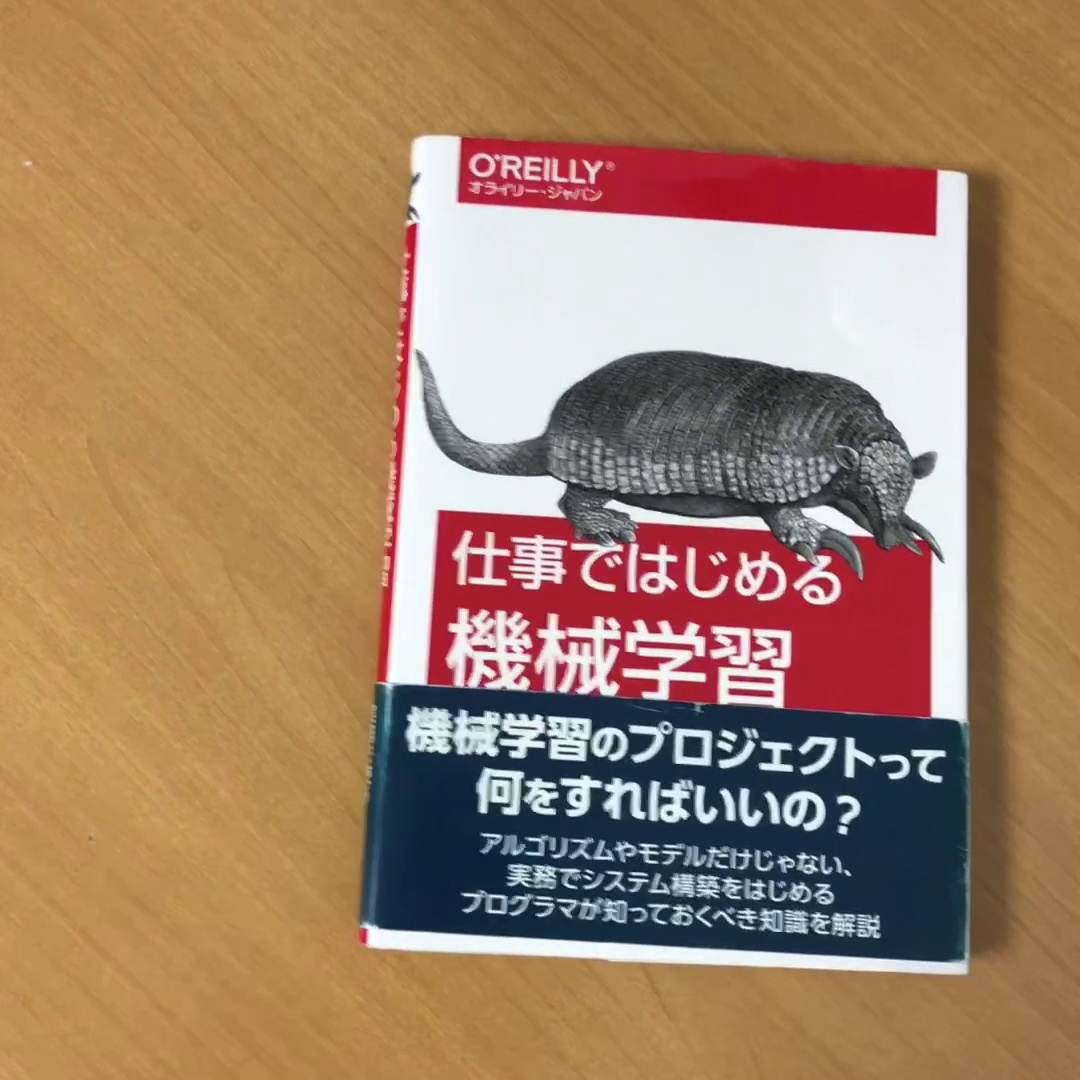 O'REILLY®
オライリー・ジャパン
仕事ではじめる
機械学習
機械学習のプロジェクトって
何をすればいいの？
アルゴリズムやモデルだけじゃない、
実務でシステム構築をはじめる
プログラマが知っておくべき知識を解説